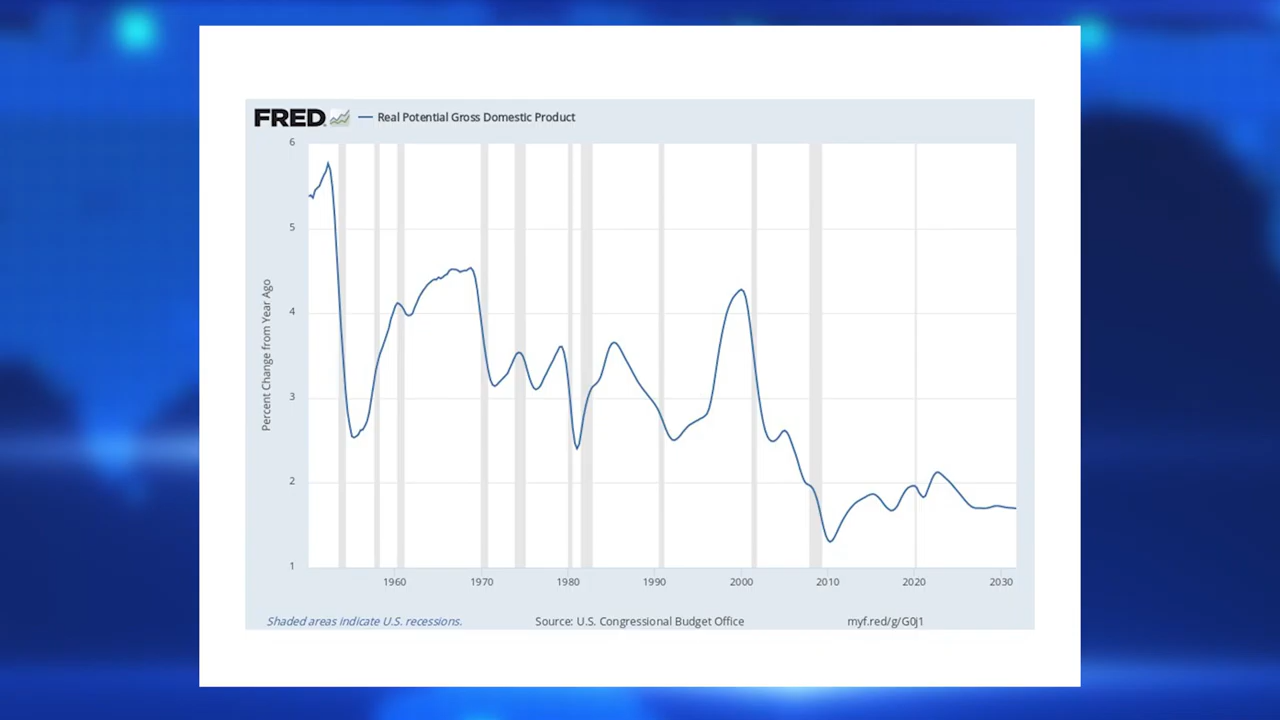 FRED
Real Potential Gross Domestic Product
Percent Change from Year Ago
6
5
4
3
2
1
1960 1970 1980 1990 2000 2010 2020 2030
Shaded areas indicate U.S. recessions. Source: U.S. Congressional Budget Office myf.red/g/G0J1